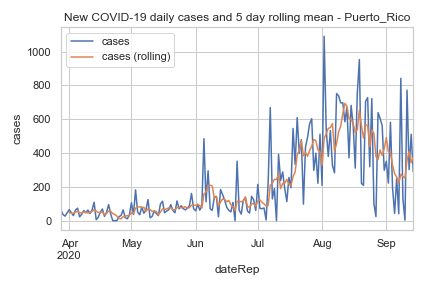 New COVID-19 daily cases and 5 day rolling mean - Puerto_Rico
cases
cases (rolling)
1000
800
600
400
200
0
cases
Apr
2020
May
Jun
Jul
Aug
Sep
dateRep